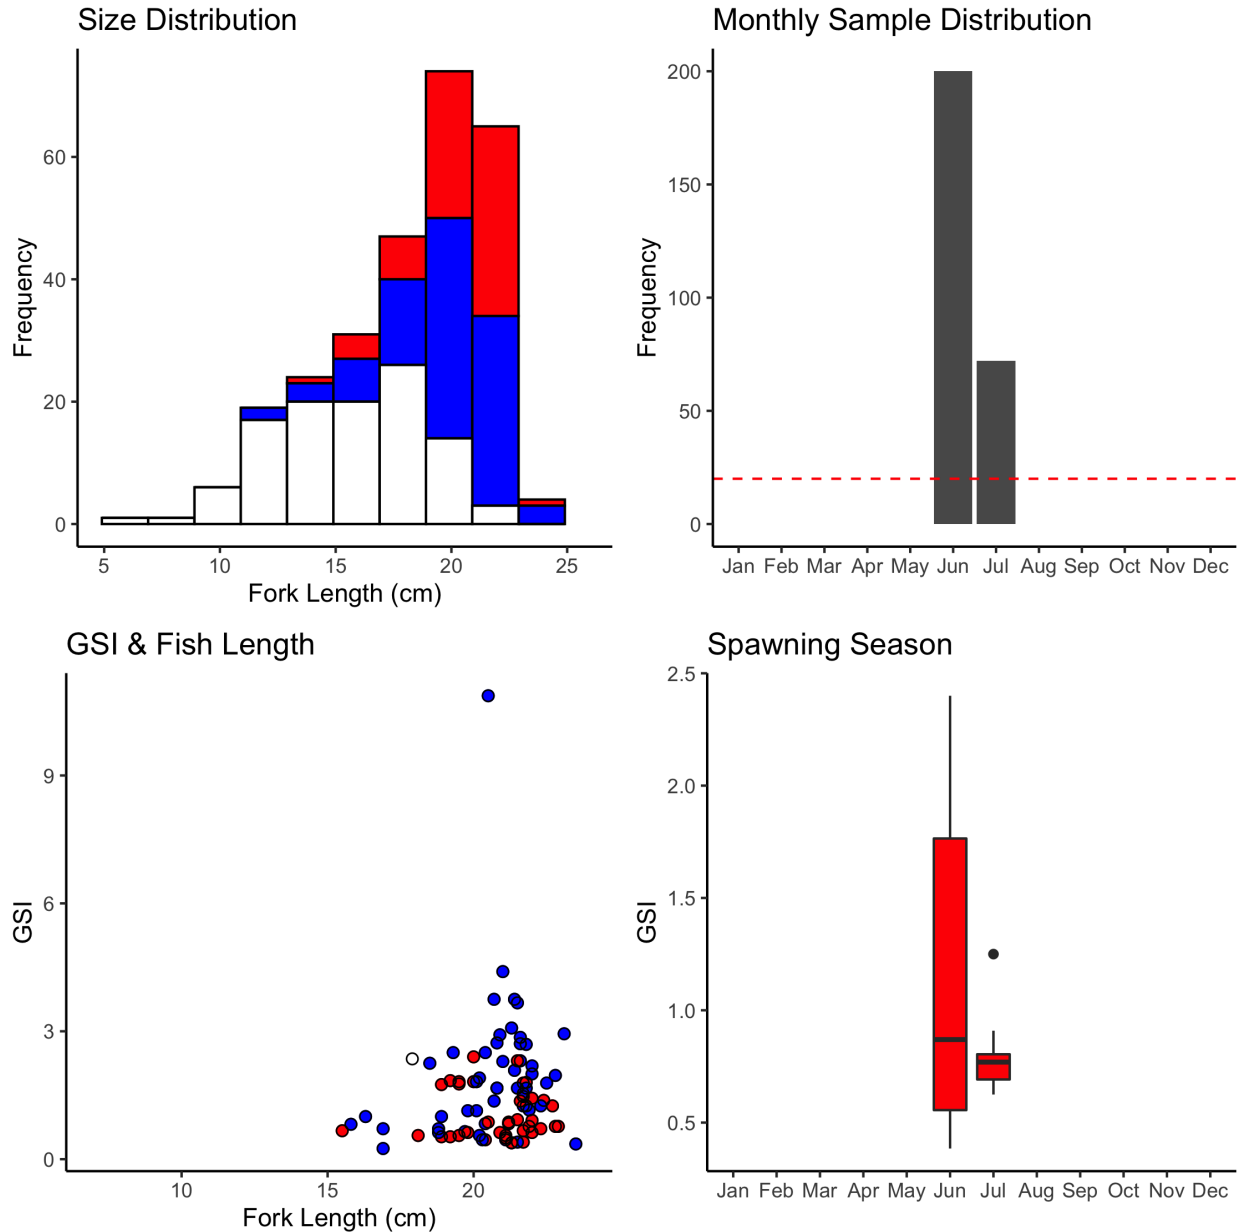 Size Distribution
Frequency
60
40
20
0
5 10 15 20 25
Fork Length (cm)
Monthly Sample Distribution
Frequency
200
150
100
50
0
Jan Feb Mar Apr May Jun Jul Aug Sep Oct Nov Dec
GSI & Fish Length
GSI
9
6
3
0
10 15 20
Fork Length (cm)
Spawning Season
GSI
2.5
2.0
1.5
1.0
0.5
Jan Feb Mar Apr May Jun Jul Aug Sep Oct Nov Dec